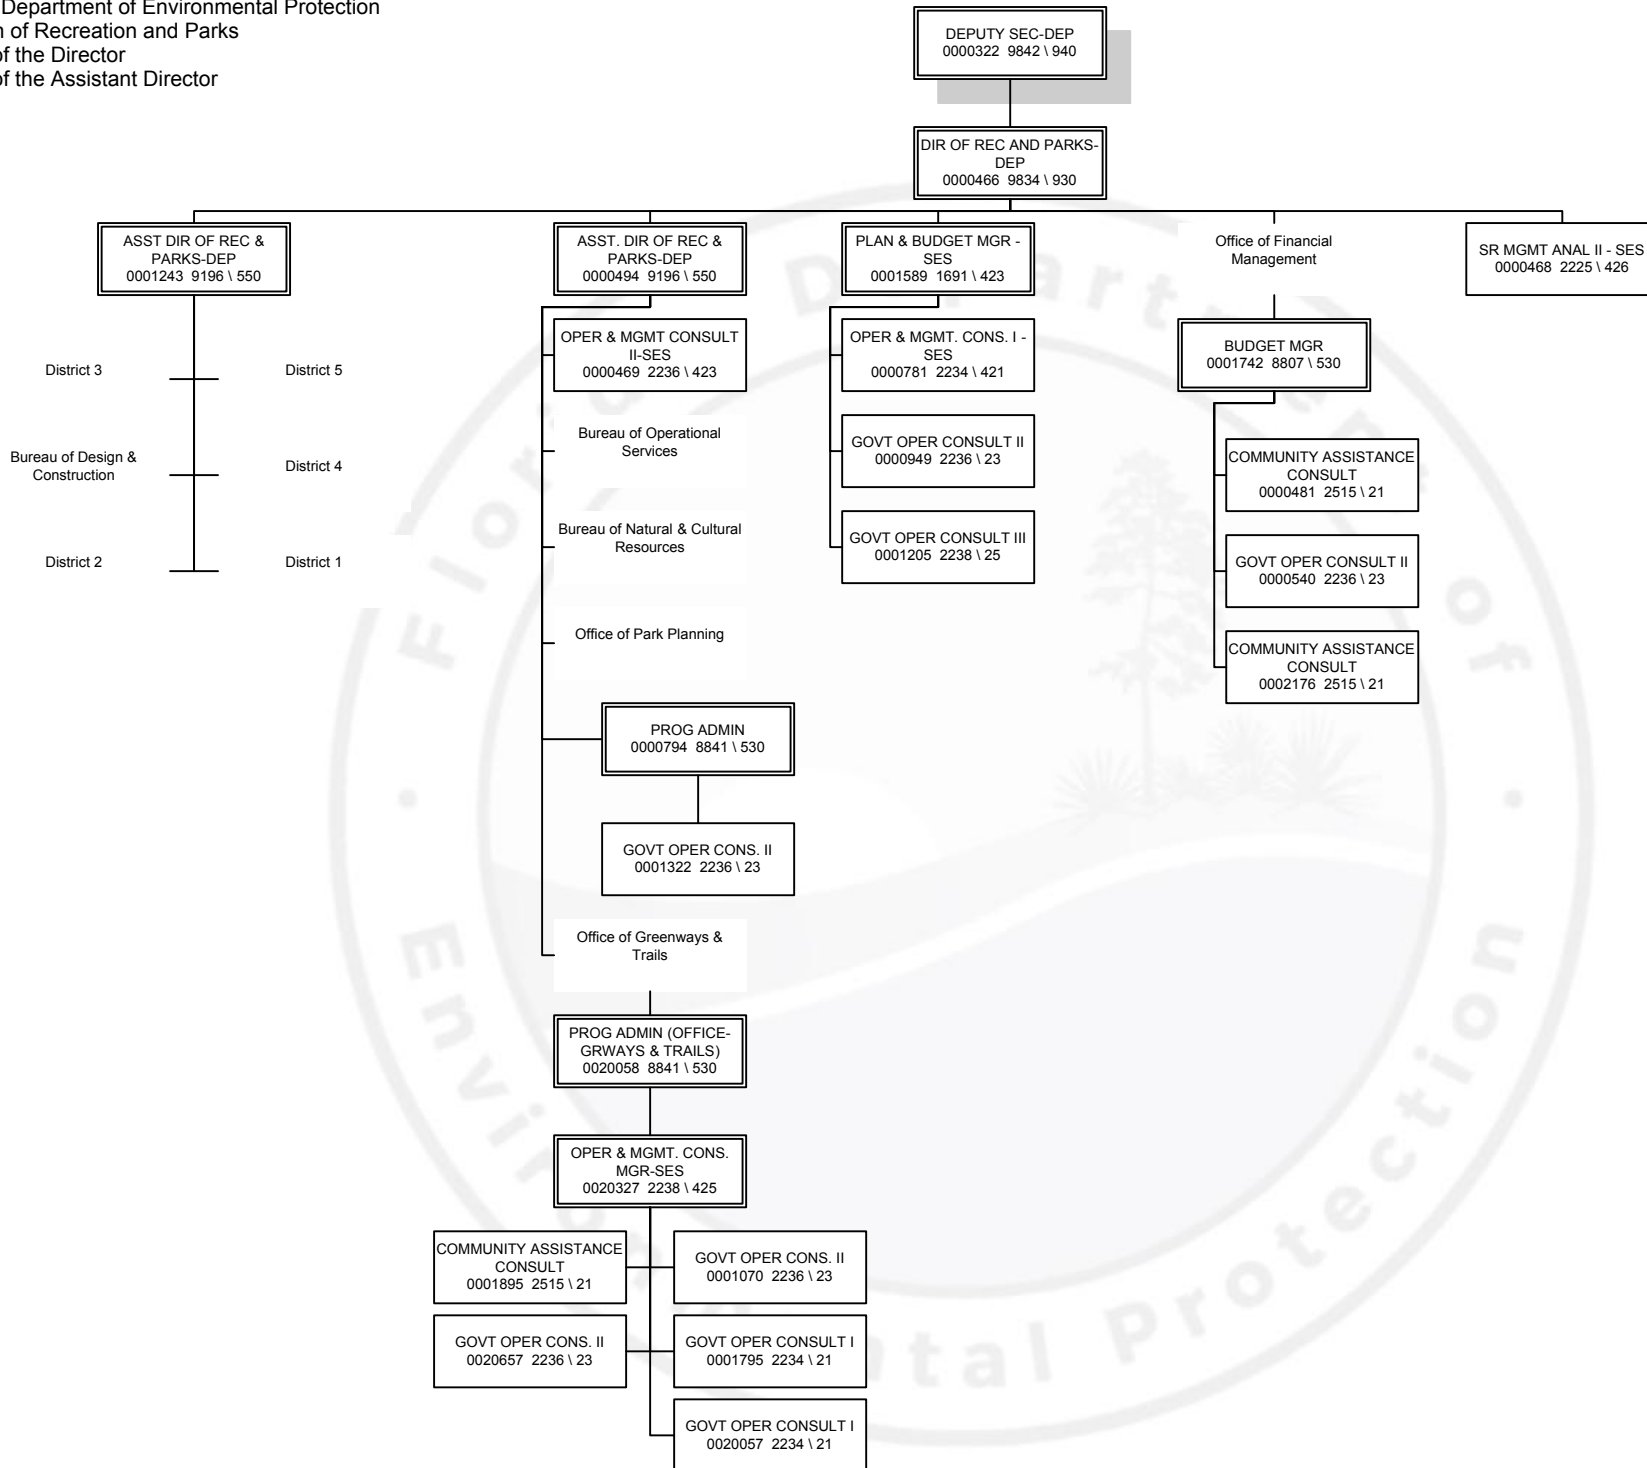 Department of Environmental Protection
n of Recreation and Parks
of the Director
of the Assistant Director
DEPUTY SEC-DEP
0000322 9842 \ 940
DIR OF REC AND PARKS-
DEP
0000466 9834 \ 930
ASST DIR OF REC &
PARKS-DEP
0001243 9196 \ 550
District 3
District 5
Bureau of Design &
Construction
District 4
District 2
District 1
ASST. DIR OF REC &
PARKS-DEP
0000494 9196 \ 550
OPER & MGMT CONSULT
II-SES
0000469 2236 \ 423
Bureau of Operational
Services
Bureau of Natural & Cultural
Resources
Office of Park Planning
PROG ADMIN
0000794 8841 \ 530
GOVT OPER CONS. II
0001322 2236 \ 23
Office of Greenways &
Trails
PROG ADMIN (OFFICE-
GRWAYS & TRAILS)
0020058 8841 \ 530
OPER & MGMT. CONS.
MGR-SES
0020327 2238 \ 425
COMMUNITY ASSISTANCE
CONSULT
0001895 2515 \ 21
GOVT OPER CONS. II
0001070 2236 \ 23
GOVT OPER CONS. II
0020657 2236 \ 23
GOVT OPER CONSULT I
0001795 2234 \ 21
GOVT OPER CONSULT I
0020057 2234 \ 21
PLAN & BUDGET MGR -
SES
0001589 1691 \ 423
OPER & MGMT. CONS. I -
SES
0000781 2234 \ 421
GOVT OPER CONSULT II
0000949 2236 \ 23
GOVT OPER CONSULT III
0001205 2238 \ 25
Office of Financial
Management
BUDGET MGR
0001742 8807 \ 530
COMMUNITY ASSISTANCE
CONSULT
0000481 2515 \ 21
GOVT OPER CONSULT II
0000540 2236 \ 23
COMMUNITY ASSISTANCE
CONSULT
0002176 2515 \ 21
SR MGMT ANAL II - SES
0000468 2225 \ 426